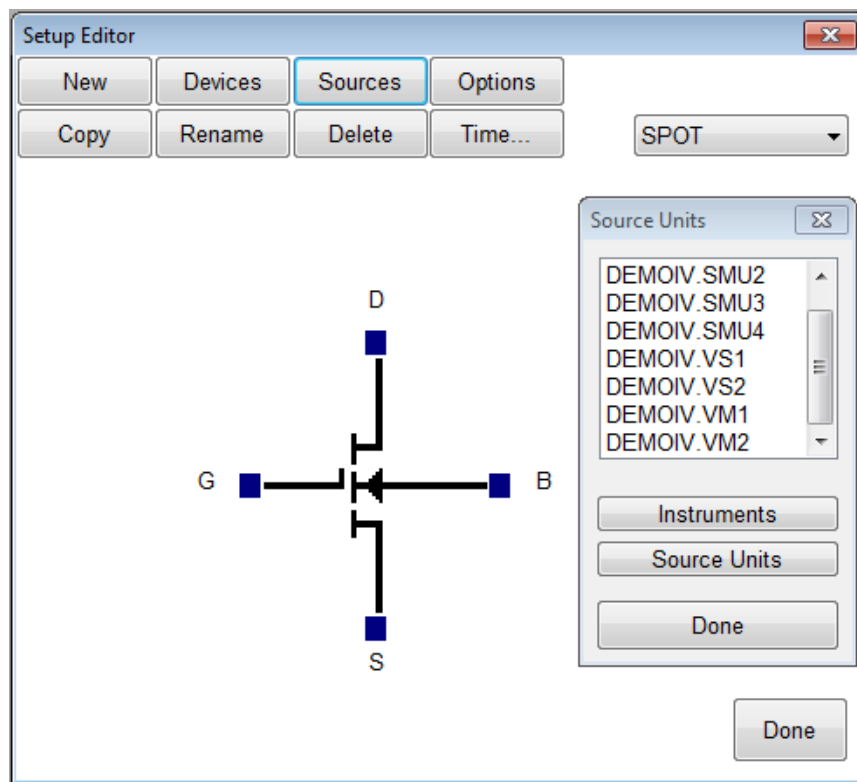 Setup Editor
New Devices Sources Options
Copy Rename Delete Time...
SPOT
Source Units
DEMOIV.SMU2
DEMOIV.SMU3
DEMOIV.SMU4
DEMOIV.VS1
DEMOIV.VS2
DEMOIV.VM1
DEMOIV.VM2
D
G
B
S
Instruments
Source Units
Done
Done